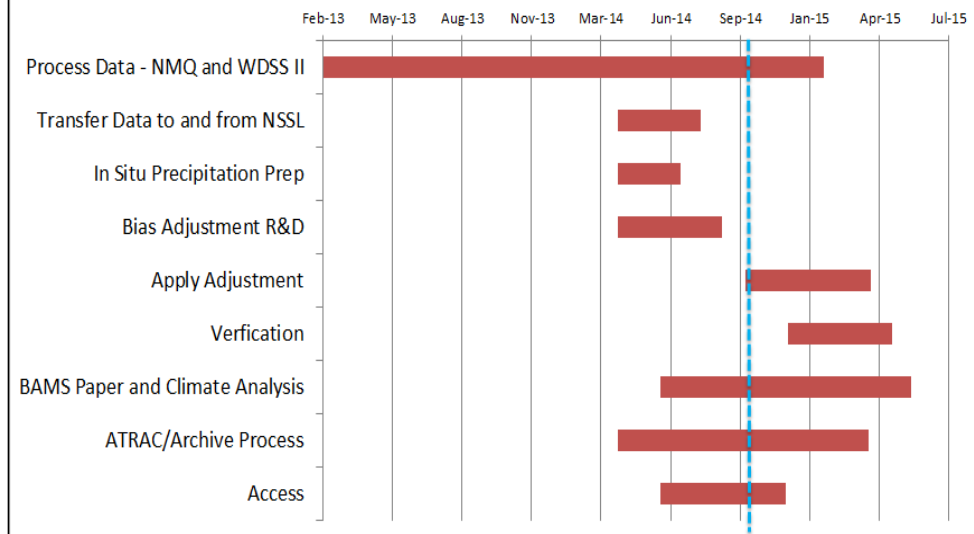 Feb-13 May-13 Aug-13 Nov-13 Mar-14 Jun-14 Sep-14 Jan-15 Apr-15 Jul-15
Process Data - NMQ and WDSS II
Transfer Data to and from NSSL
In Situ Precipitation Prep
Bias Adjustment R&D
Apply Adjustment
Verfication
BAMS Paper and Climate Analysis
ATRAC/Archive Process
Access